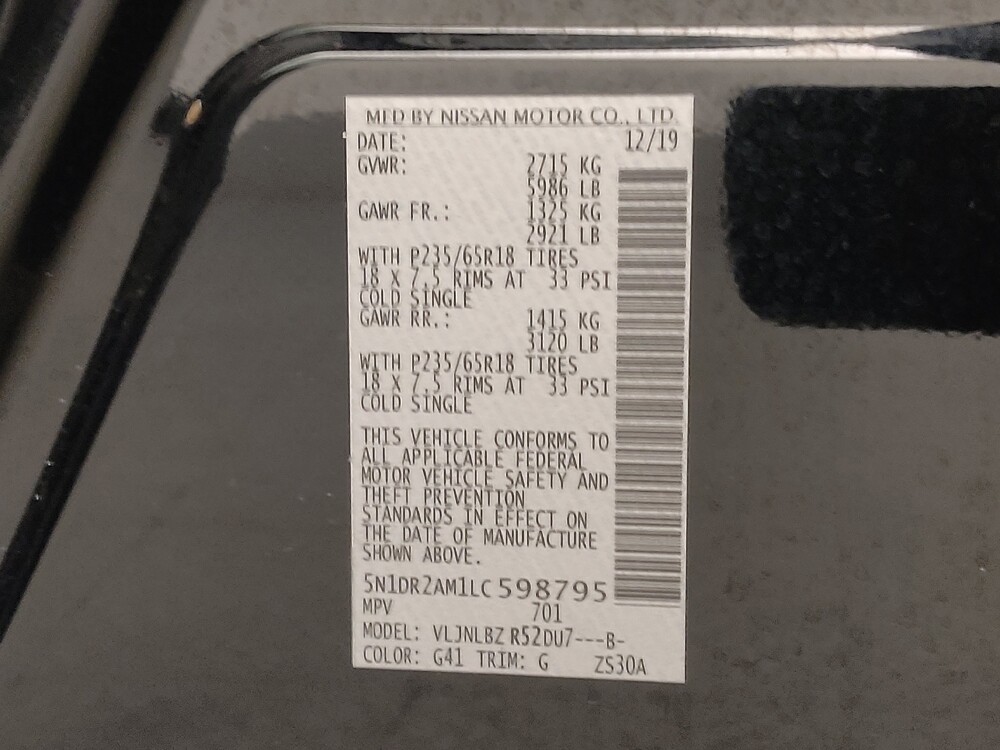 MFD BY NISSAN MOTOR CO., LTD.
DATE: 12/19
GVWR: 2715 KG
5986 LB
GAWR FR.: 1325 KG
2921 LB
WITH P235/65R18 TIRES
18 X 7.5 RIMS AT 33 PSI
COLD SINGLE
GAWR RR.: 1415 KG
3120 LB
WITH P235/65R18 TIRES
18 X 7.5 RIMS AT 33 PSI
COLD SINGLE
THIS VEHICLE CONFORMS TO
ALL APPLICABLE FEDERAL
MOTOR VEHICLE SAFETY AND
THEFT PREVENTION
STANDARDS IN EFFECT ON
THE DATE OF MANUFACTURE
SHOWN ABOVE.
5N1DR2AM1LC598795
MPV 701
MODEL: VLJNLBZ R52DU7---B-
COLOR: G41 TRIM: G ZS30A